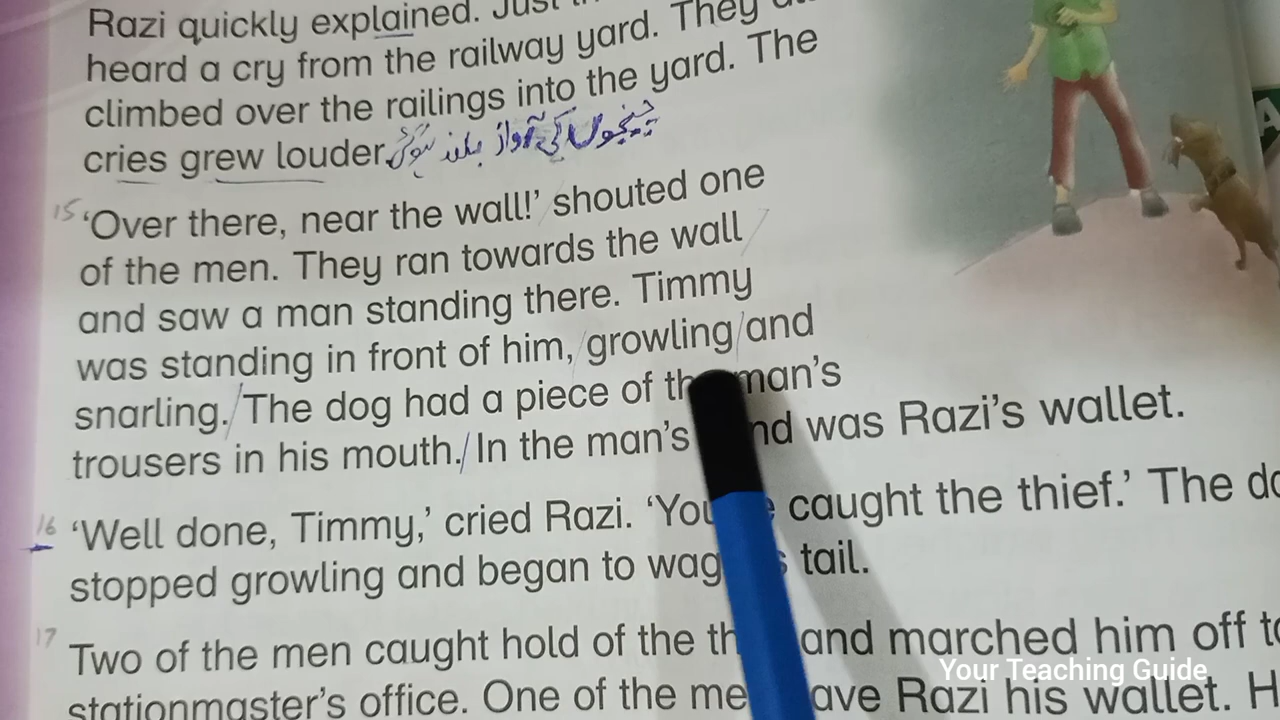 Razi quickly explained. Just
heard a cry from the railway yard. They
climbed over the railings into the yard. The
cries grew louder. چیخوں کی آواز بلند ہوگئی
15 ‘Over there, near the wall!’ shouted one
of the men. They ran towards the wall
and saw a man standing there. Timmy
was standing in front of him, growling and
snarling. The dog had a piece of man’s
trousers in his mouth. In the man’s was Razi’s wallet.
16 ‘Well done, Timmy,’ cried Razi. caught the thief.’ The
stopped growling and began to wag tail.
17 Two of the men caught hold of the and marched him off
stationmaster’s office. One of the Razi his wallet.
Your Teaching Guide